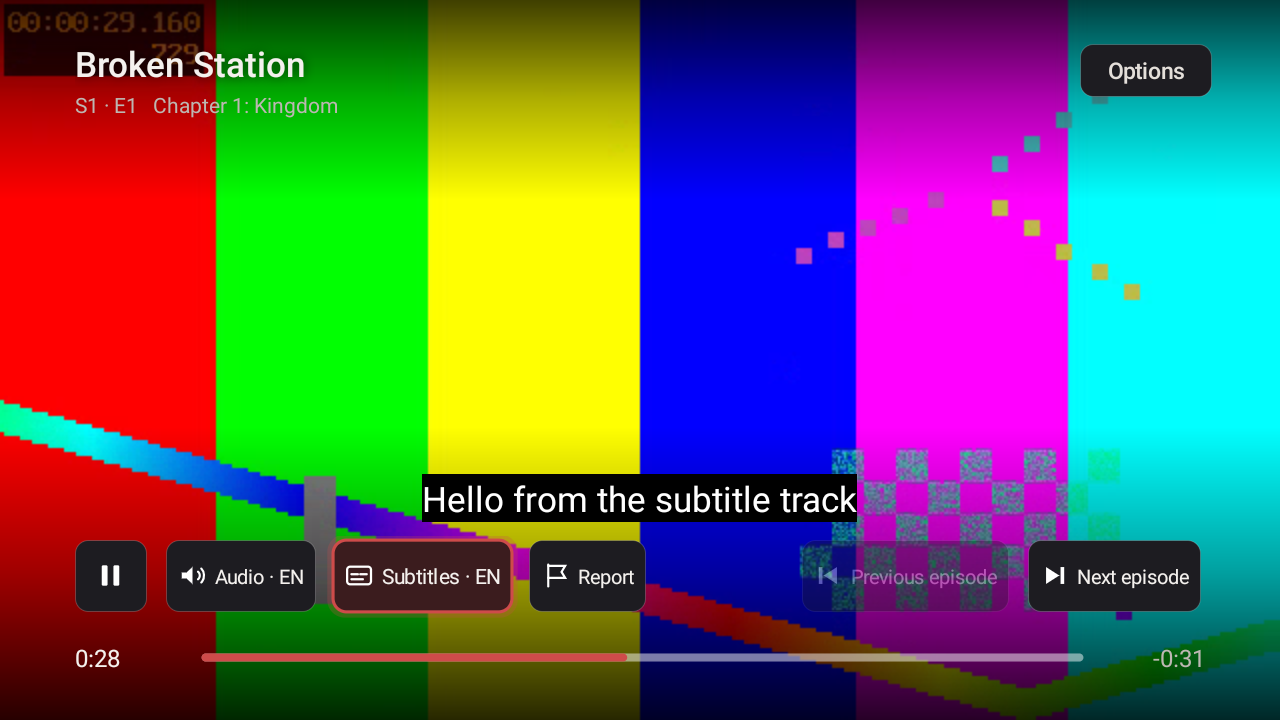 00:00:29.160
729
Broken Station
Options
S1 · E1 Chapter 1: Kingdom
Hello from the subtitle track
Audio · EN
Subtitles · EN
Report
Previous episode
Next episode
0:28
-0:31